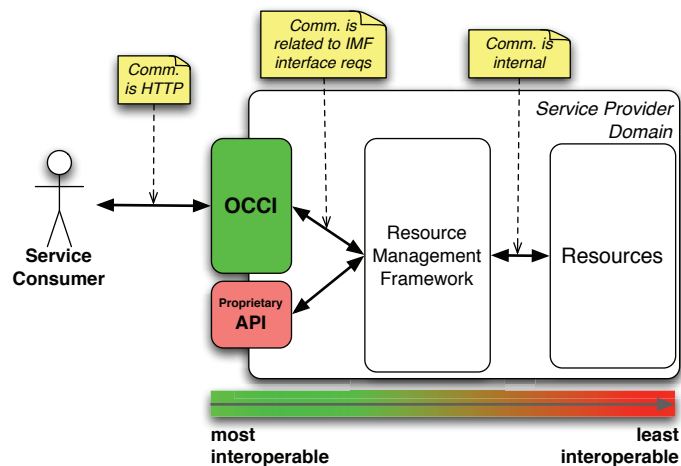 Comm. is
related to IMF
interface reqs
Comm.
is HTTP
Comm. is
internal
Service Provider
Domain
OCCI
Resource
Management
Framework
Resources
Service
Consumer
Proprietary
API
most
interoperable
least
interoperable